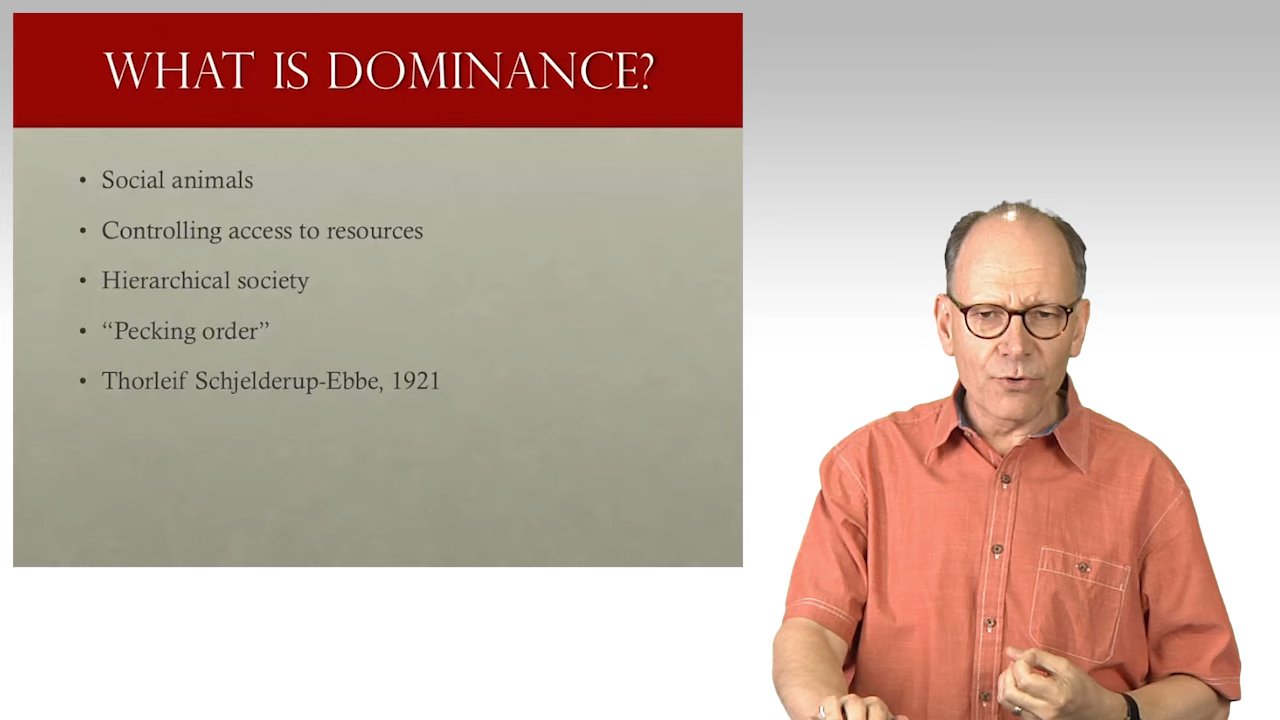 WHAT IS DOMINANCE?
• Social animals
• Controlling access to resources
• Hierarchical society
• “Pecking order”
• Thorleif Schjelderup-Ebbe, 1921